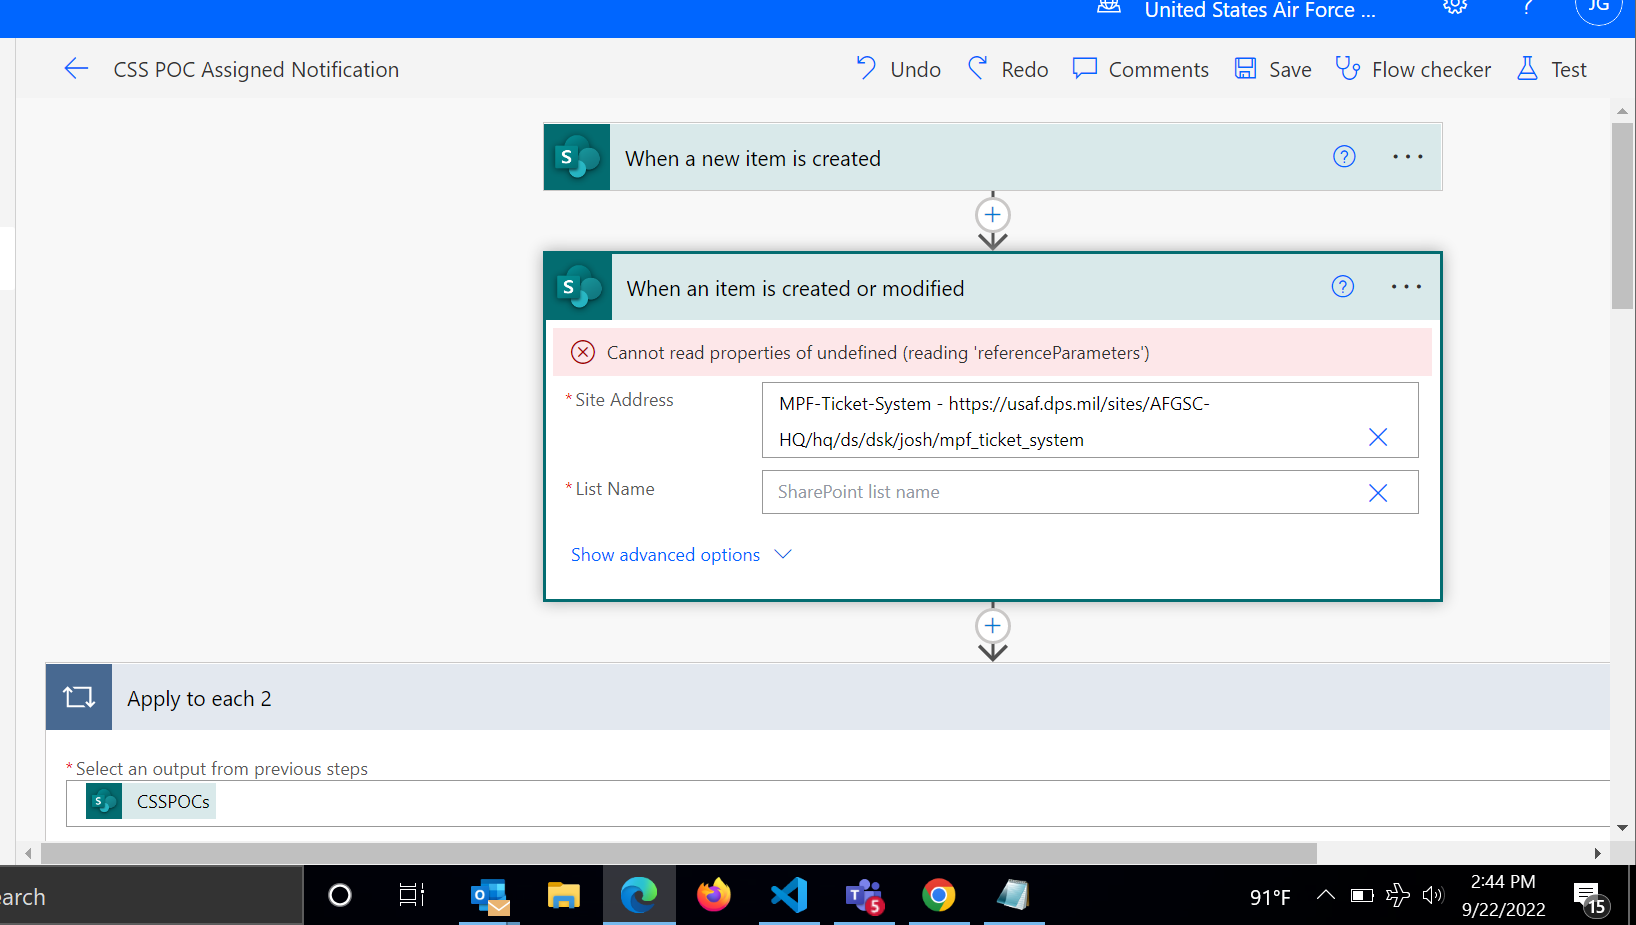 United States Air Force ...
?
JG
CSS POC Assigned Notification
Undo
Redo
Comments
Save
Flow checker
Test
S
When a new item is created
?
S
When an item is created or modified
?
Cannot read properties of undefined (reading 'referenceParameters')
* Site Address
MPF-Ticket-System - https://usaf.dps.mil/sites/AFGSC-
HQ/hq/ds/dsk/josh/mpf_ticket_system
* List Name
SharePoint list name
Show advanced options
Apply to each 2
* Select an output from previous steps
S
CSSPOCs
earch
5
91°F
2:44 PM
9/22/2022
15